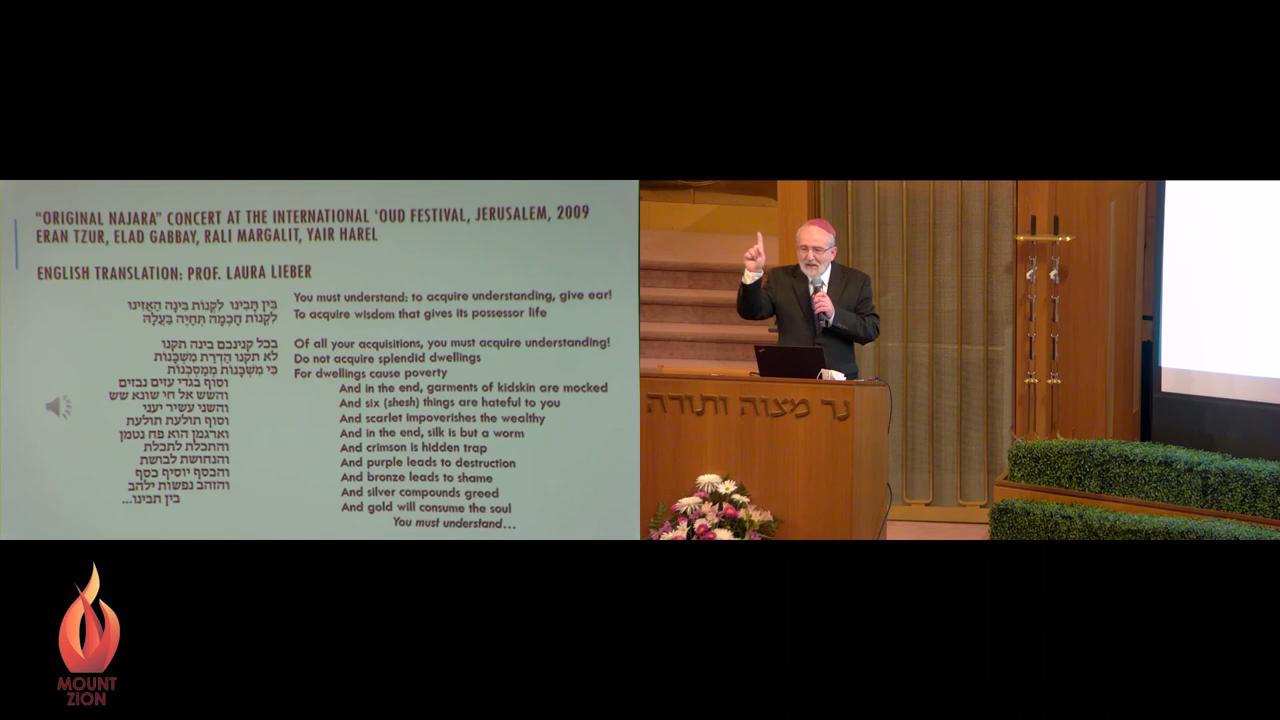 "ORIGINAL NAJARA" CONCERT AT THE INTERNATIONAL 'OUD FESTIVAL, JERUSALEM, 2009
ERAN TZUR, ELAD GABBAY, RALI MARGALIT, YAIR HAREL
ENGLISH TRANSLATION: PROF. LAURA LIEBER
בִּין תָּבִינוּ לִקְנוֹת בִּינָה הַאֲזִינוּ
לִקְנוֹת חָכְמָה תְּחַיֶּה בְּעָלֶהָ
בכל קנינכם בינה תקנו
לא תקנו הַדְרַת מִשְׁכָּנוֹת
כִּי מִשְׁכָּנוֹת מְמַסְכְּנוֹת
וסוף בגדי עזים נבזים
והשש אל חי שונא שש
והשני עשיר יעני
וסוף תולעת תולעת
וארגמן הוא פח נטמן
והתכלת לתכלת
והנחושת לבושת
והכסף יוסיף כסף
והזהב נפשות ילהב
בין תבינו...
You must understand: to acquire understanding, give ear!
To acquire wisdom that gives its possessor life
Of all your acquisitions, you must acquire understanding!
Do not acquire splendid dwellings
For dwellings cause poverty
And in the end, garments of kidskin are mocked
And six (shesh) things are hateful to you
And scarlet impoverishes the wealthy
And in the end, silk is but a worm
And crimson is hidden trap
And purple leads to destruction
And bronze leads to shame
And silver compounds greed
And gold will consume the soul
You must understand...
נר מצוה ותורה
MOUNT
ZION